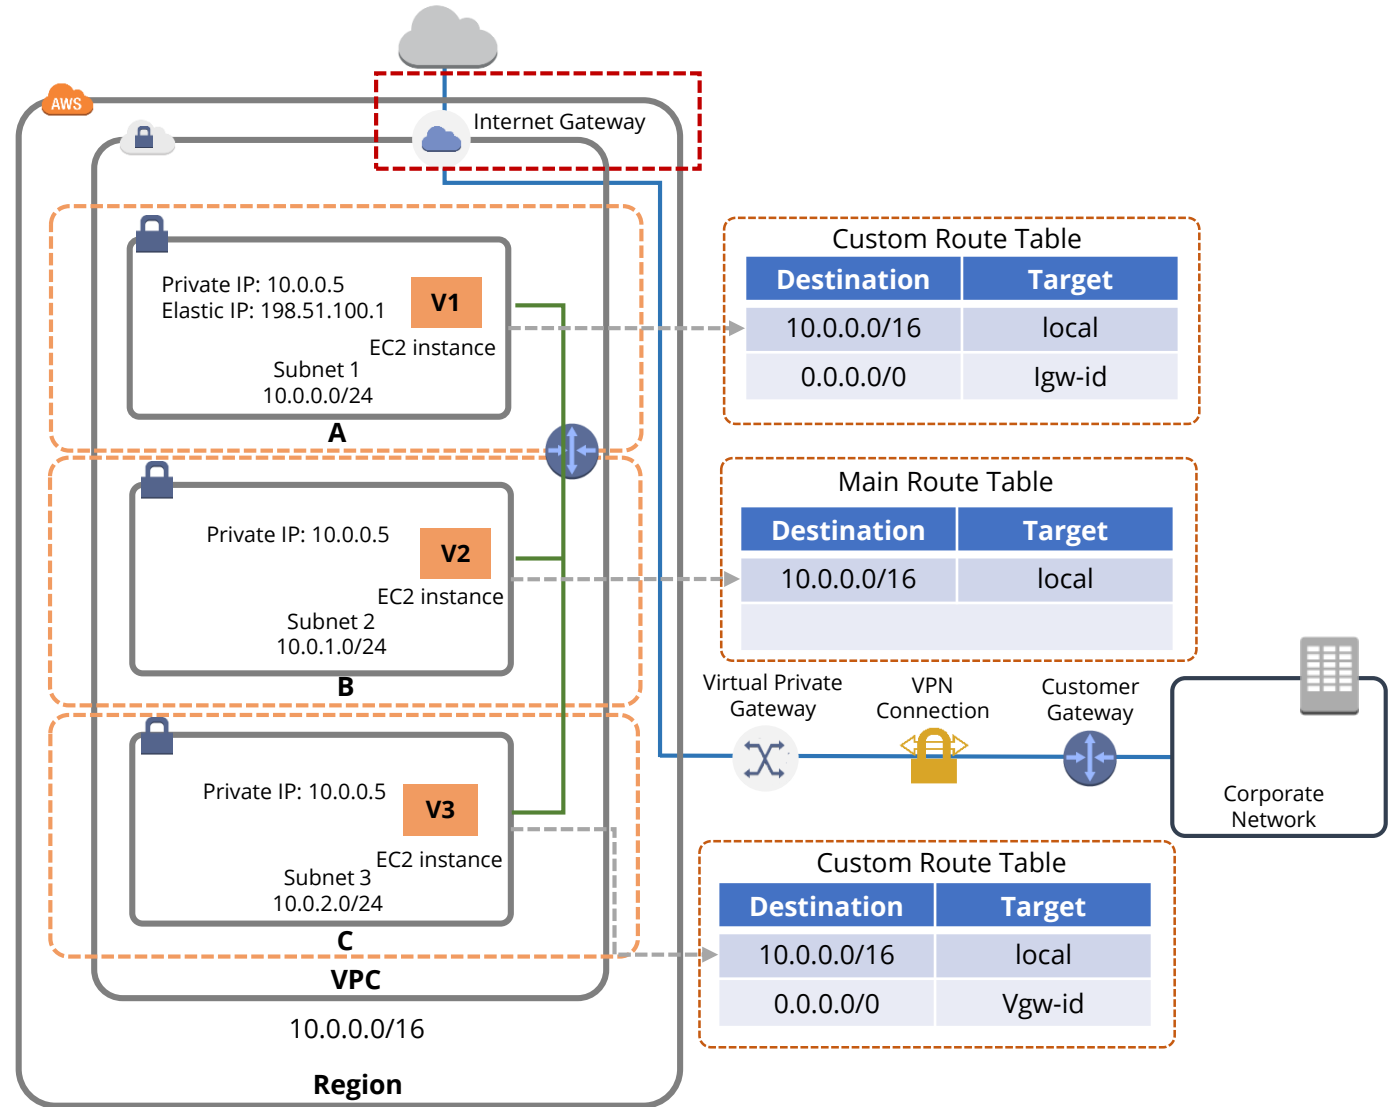 AWS
Internet Gateway
Private IP: 10.0.0.5
Elastic IP: 198.51.100.1
V1
EC2 instance
Subnet 1
10.0.0.0/24
A
Custom Route Table
Destination Target
10.0.0.0/16 local
0.0.0.0/0 Igw-id
Private IP: 10.0.0.5
V2
EC2 instance
Subnet 2
10.0.1.0/24
B
Main Route Table
Destination Target
10.0.0.0/16 local
Virtual Private
Gateway
VPN
Connection
Customer
Gateway
Corporate
Network
Private IP: 10.0.0.5
V3
EC2 instance
Subnet 3
10.0.2.0/24
C
Custom Route Table
Destination Target
10.0.0.0/16 local
0.0.0.0/0 Vgw-id
VPC
10.0.0.0/16
Region